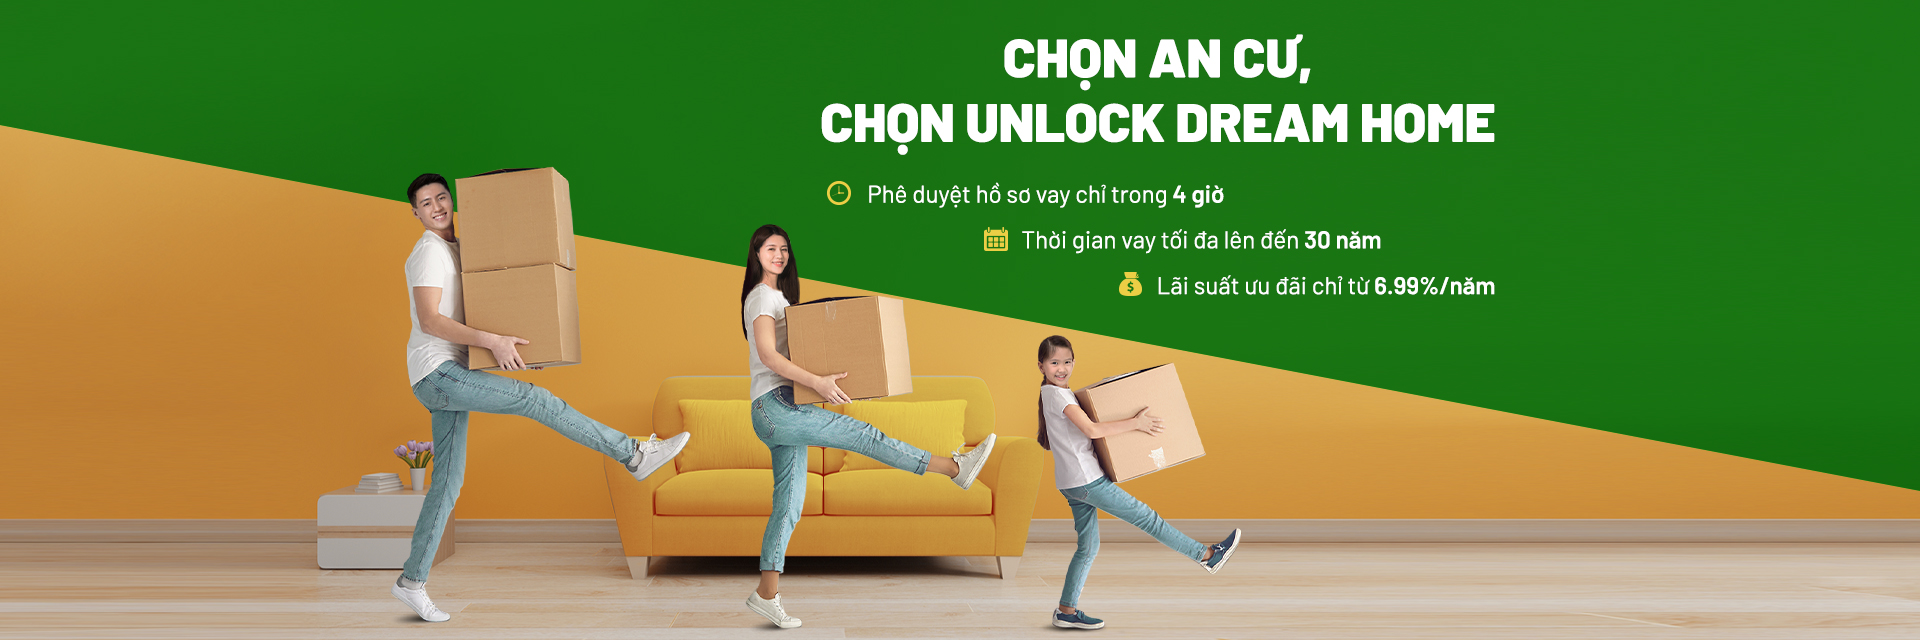 CHỌN AN CƯ,
CHỌN UNLOCK DREAM HOME
Phê duyệt hồ sơ vay chỉ trong 4 giờ
Thời gian vay tối đa lên đến 30 năm
Lãi suất ưu đãi chỉ từ 6.99%/năm